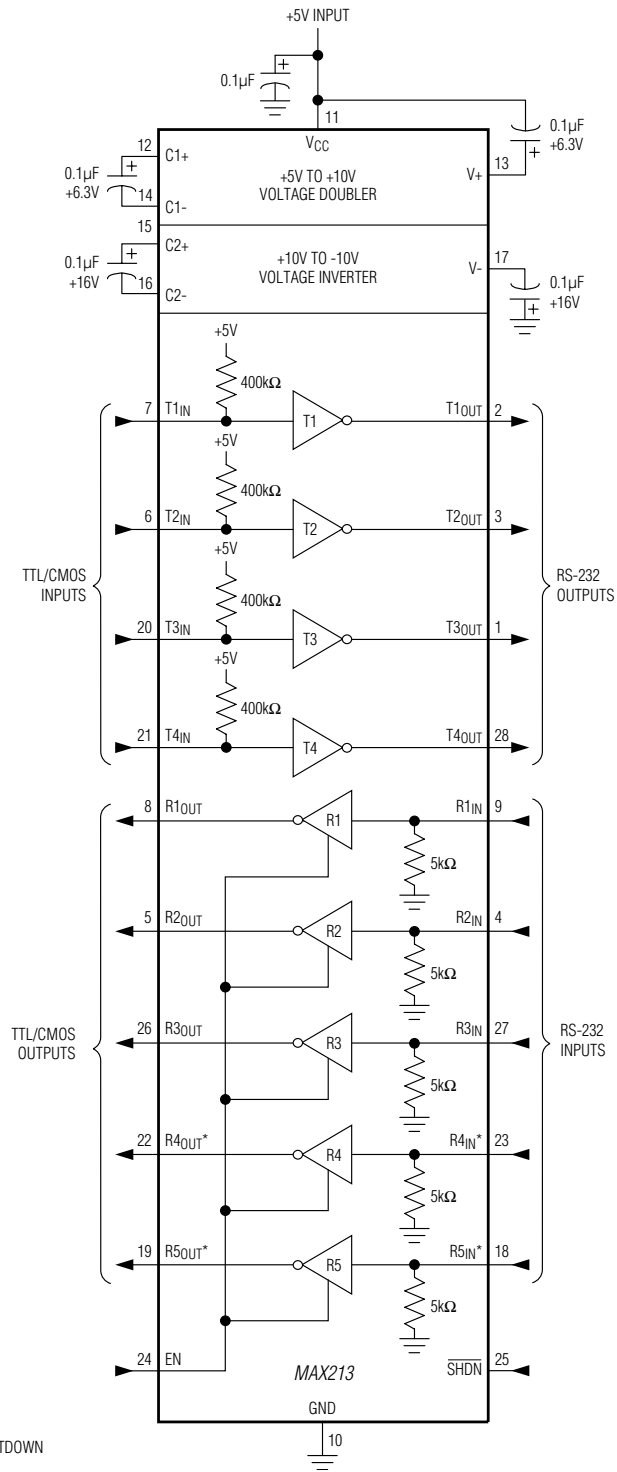 +5V INPUT
0.1µF
+
11
VCC
0.1µF
+6.3V
+
12
C1+
0.1µF
+6.3V
+
14
C1-
+5V TO +10V
VOLTAGE DOUBLER
V+
13
15
C2+
0.1µF
+16V
+
16
C2-
+10V TO -10V
VOLTAGE INVERTER
V-
17
0.1µF
+16V
+
+5V
400kΩ
7
T1IN
T1
T1OUT
2
+5V
400kΩ
6
T2IN
T2
T2OUT
3
TTL/CMOS
INPUTS
RS-232
OUTPUTS
+5V
400kΩ
20
T3IN
T3
T3OUT
1
+5V
400kΩ
21
T4IN
T4
T4OUT
28
8
R1OUT
R1
R1IN
9
5kΩ
5
R2OUT
R2
R2IN
4
5kΩ
TTL/CMOS
OUTPUTS
RS-232
INPUTS
26
R3OUT
R3
R3IN
27
5kΩ
22
R4OUT*
R4
R4IN*
23
5kΩ
19
R5OUT*
R5
R5IN*
18
5kΩ
24
EN
MAX213
SHDN
25
GND
10
TDOWN